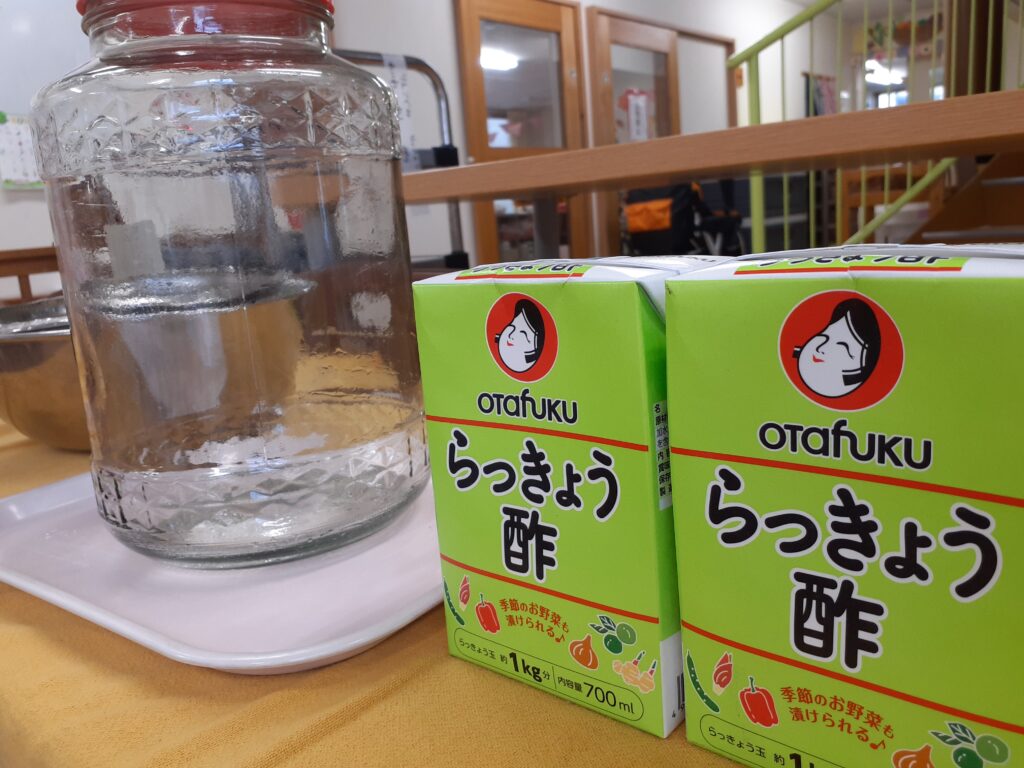 OTAFUKU
らっきょう
酢
季節のお野菜も
漬けられる♪
らっきょう玉 約1kg分 内容量700ml
OTAFUKU
らっきょう
酢
季節のお野菜も
漬けられる♪
らっきょう玉 約